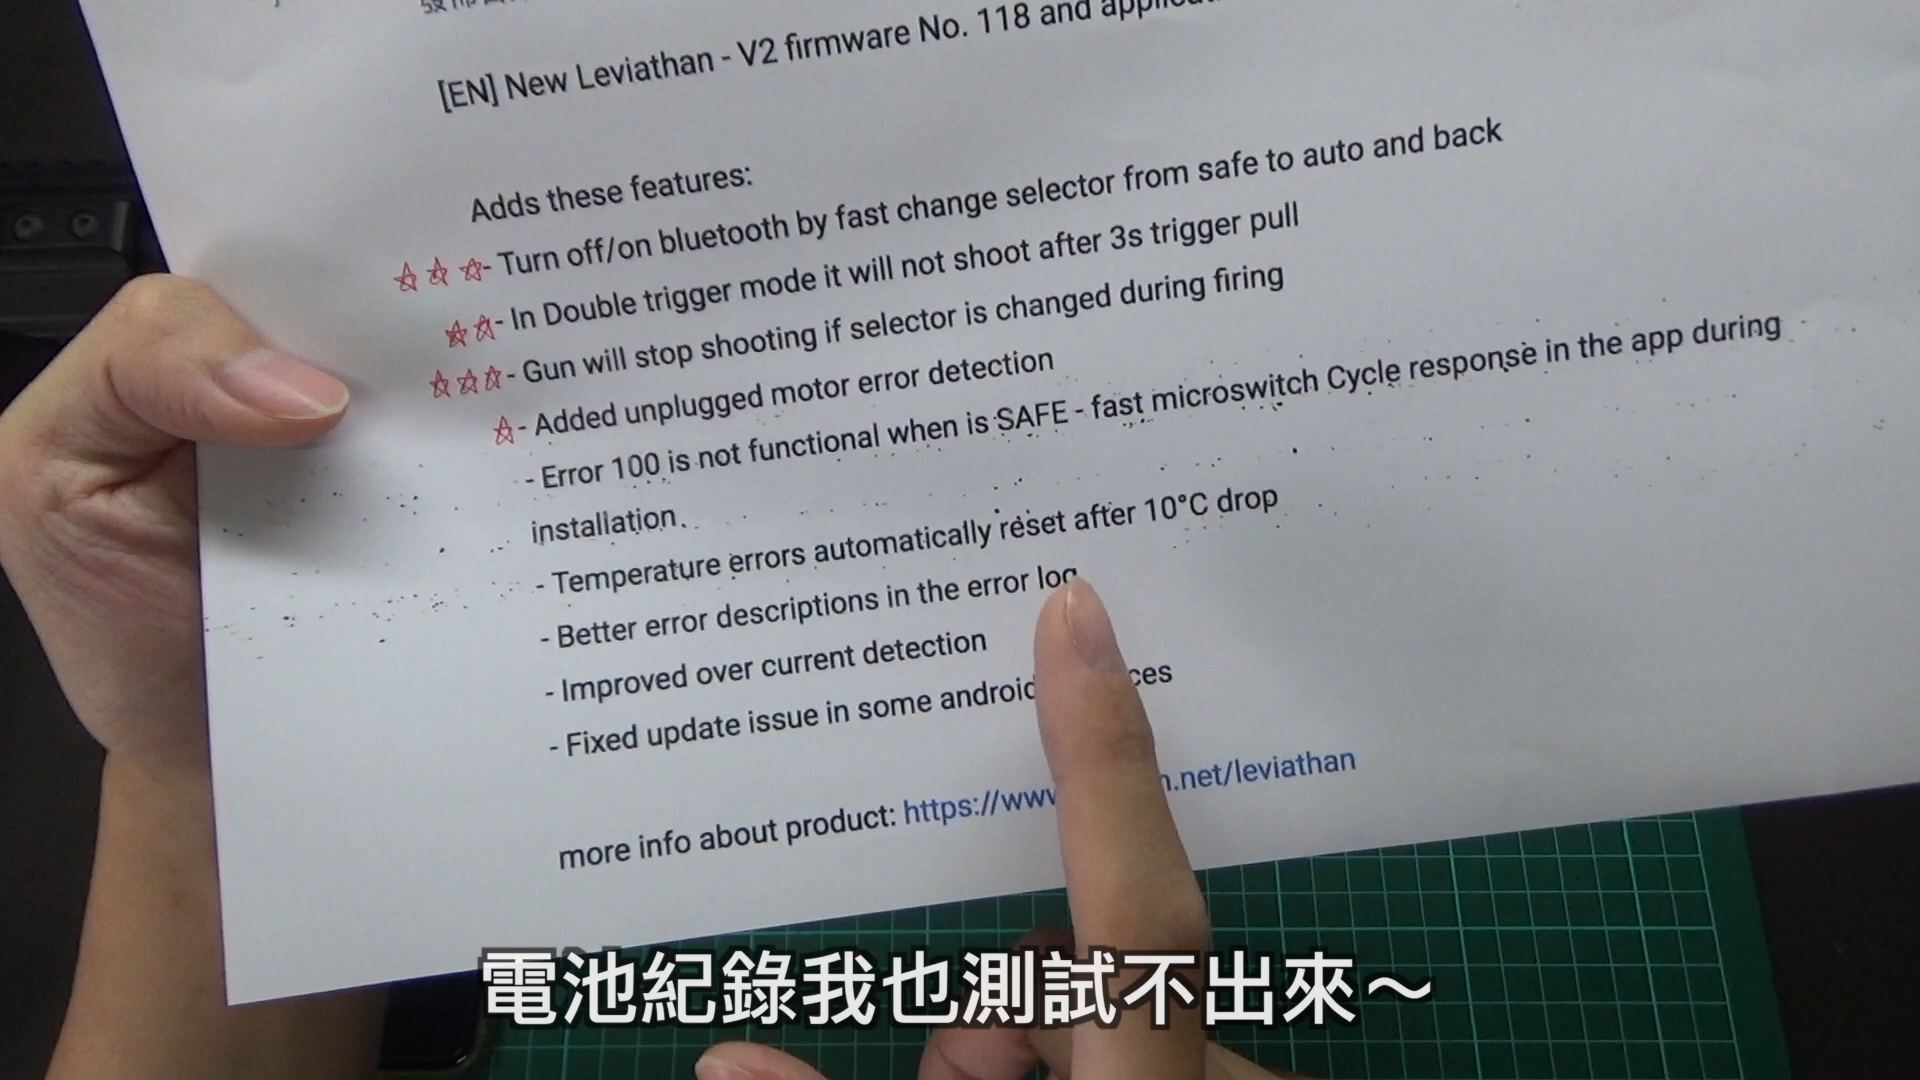 [EN] New Leviathan - V2 firmware No. 118 and
Adds these features:
- Turn off/on bluetooth by fast change selector from safe to auto and back
- In Double trigger mode it will not shoot after 3s trigger pull
- Gun will stop shooting if selector is changed during firing
- Added unplugged motor error detection
- Error 100 is not functional when is SAFE - fast microswitch Cycle response in the app during
installation.
- Temperature errors automatically reset after 10°C drop
- Better error descriptions in the error log
- Improved over current detection
- Fixed update issue in some android
more info about product: https://www .net/leviathan
電池紀錄我也測試不出來～